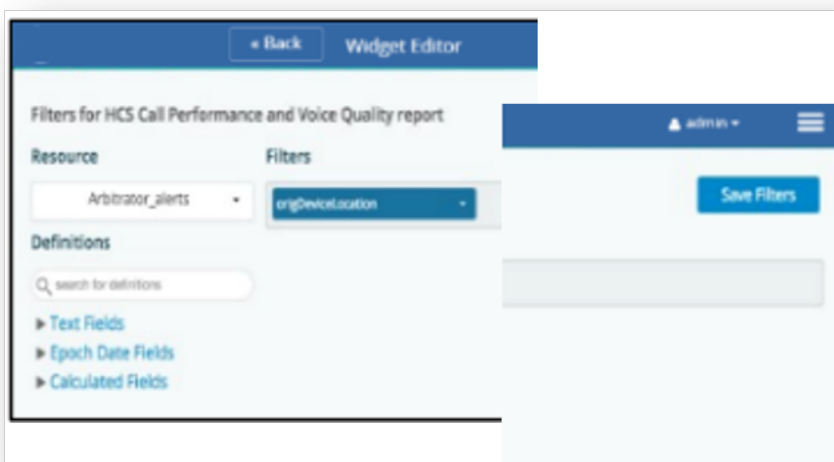 « Back
Widget Editor
admin
Filters for HCS Call Performance and Voice Quality report
Resource
Filters
Arbitrator_alerts
origDeviceLocation
Save Filters
Definitions
search for definitions
Text Fields
Epoch Date Fields
Calculated Fields